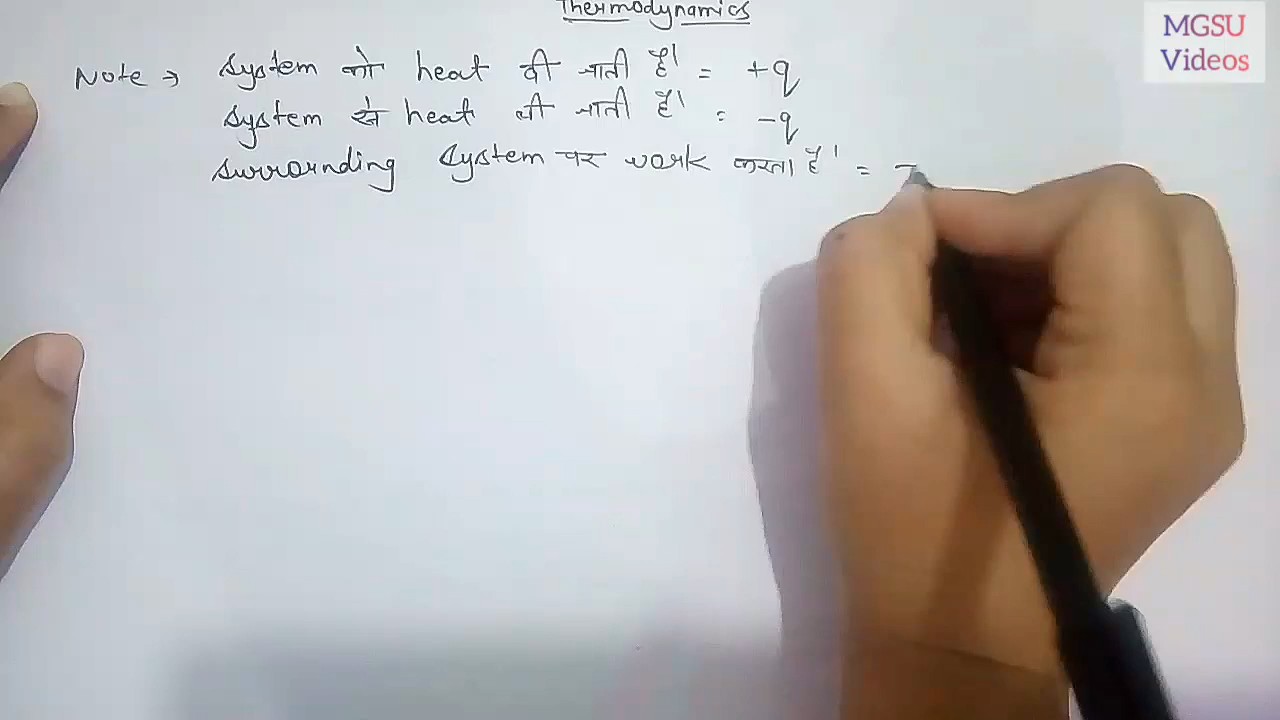 Thermodynamics
MGSU
Videos
Note → system को heat दी जाती है। = +q
system से heat ली जाती है। = -q
surrounding system पर work करता है। =